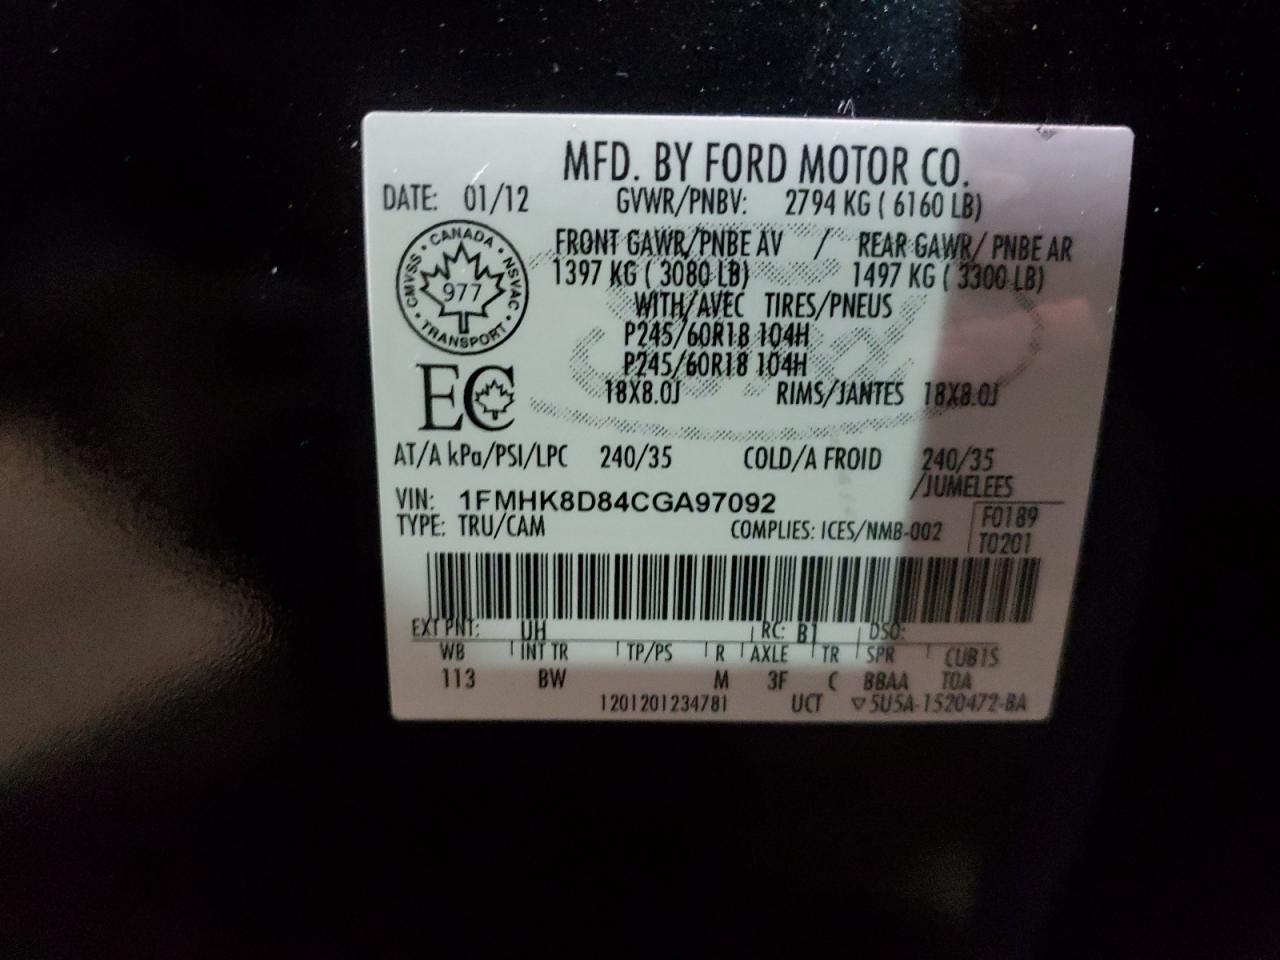 MFD. BY FORD MOTOR CO.
DATE: 01/12 GVWR/PNBV: 2794 KG ( 6160 LB)
CANADA
CMVSS NSVAC
977
TRANSPORT
FRONT GAWR/PNBE AV / REAR GAWR/ PNBE AR
1397 KG ( 3080 LB) 1497 KG ( 3300 LB)
WITH/AVEC TIRES/PNEUS
P245/60R18 104H
P245/60R18 104H
EC
18X8.0J RIMS/JANTES 18X8.0J
AT/A kPa/PSI/LPC 240/35 COLD/A FROID 240/35
/JUMELEES
VIN: 1FMHK8D84CGA97092
TYPE: TRU/CAM COMPLIES: ICES/NMB-002
F0189
T0201
EXT PNT: UH RC: B1 DSO:
WB INT TR TP/PS R AXLE TR SPR CUB1S
113 BW M 3F C BBAA T0A
1201201234781 UCT ▽5U5A-1520472-BA